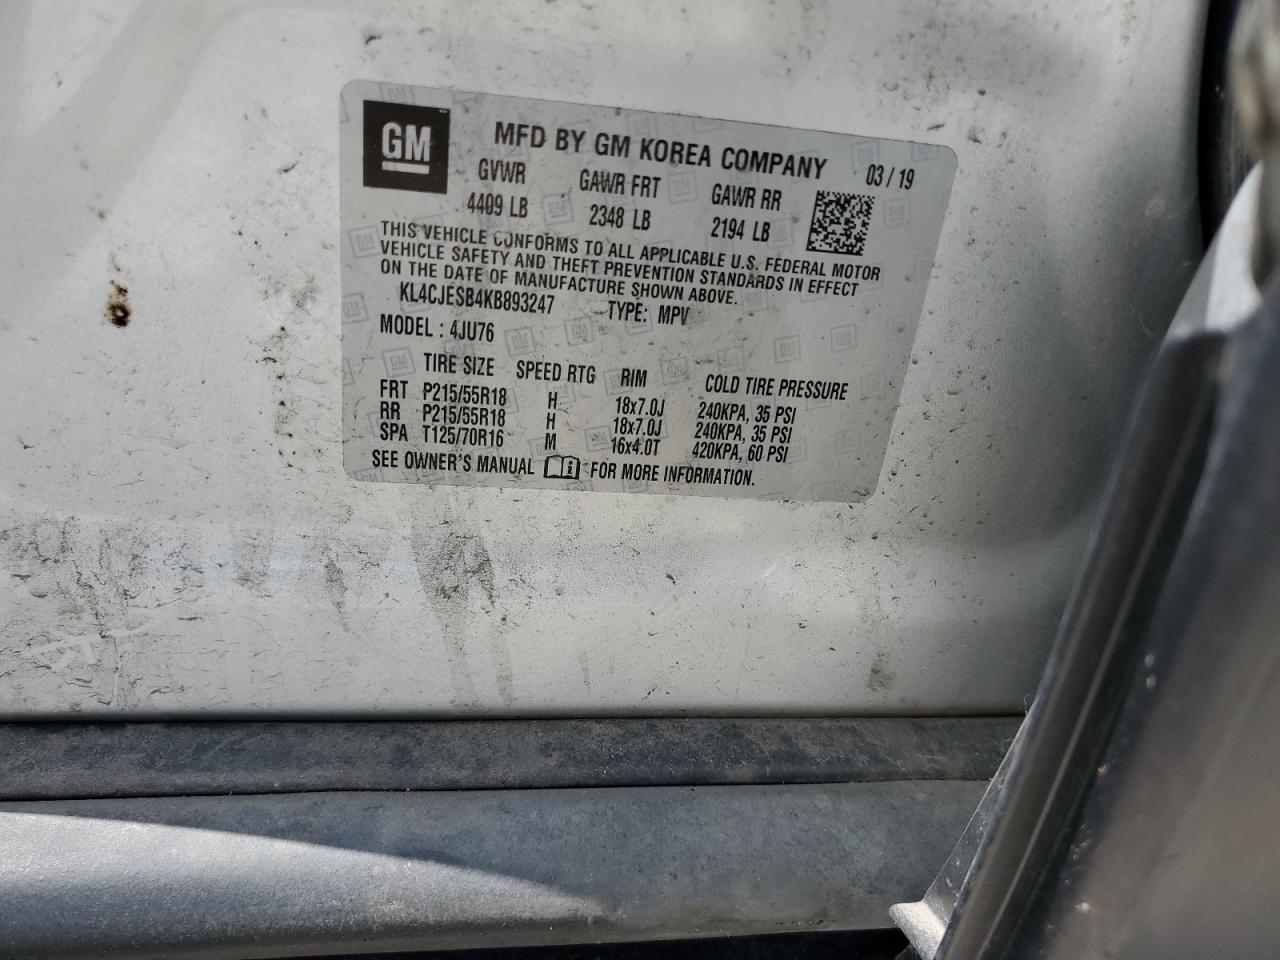 GM
MFD BY GM KOREA COMPANY 03/19
GVWR GAWR FRT GAWR RR
4409 LB 2348 LB 2194 LB
THIS VEHICLE CONFORMS TO ALL APPLICABLE U.S. FEDERAL MOTOR
VEHICLE SAFETY AND THEFT PREVENTION STANDARDS IN EFFECT
ON THE DATE OF MANUFACTURE SHOWN ABOVE.
KL4CJESB4KB893247 TYPE: MPV
MODEL : 4JU76
TIRE SIZE SPEED RTG RIM COLD TIRE PRESSURE
FRT P215/55R18 H 18x7.0J 240KPA, 35 PSI
RR P215/55R18 H 18x7.0J 240KPA, 35 PSI
SPA T125/70R16 M 16x4.0T 420KPA, 60 PSI
SEE OWNER'S MANUAL FOR MORE INFORMATION.